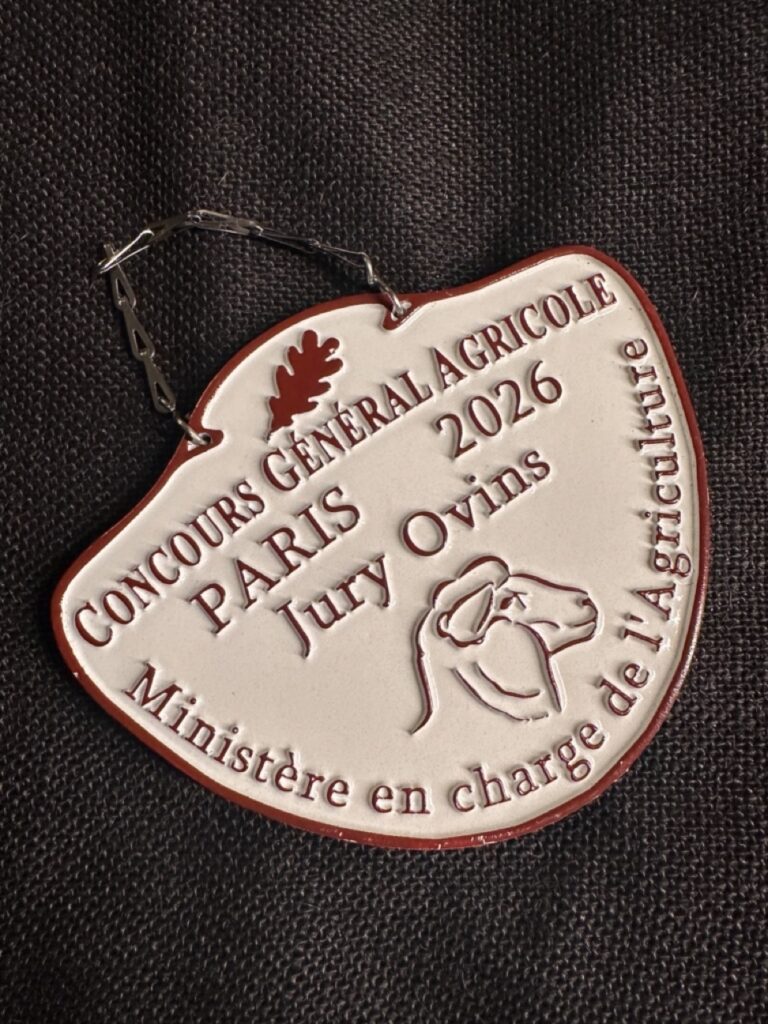 CONCOURS GÉNÉRAL AGRICOLE
PARIS 2026
Jury Ovins
Ministère en charge de l'Agriculture